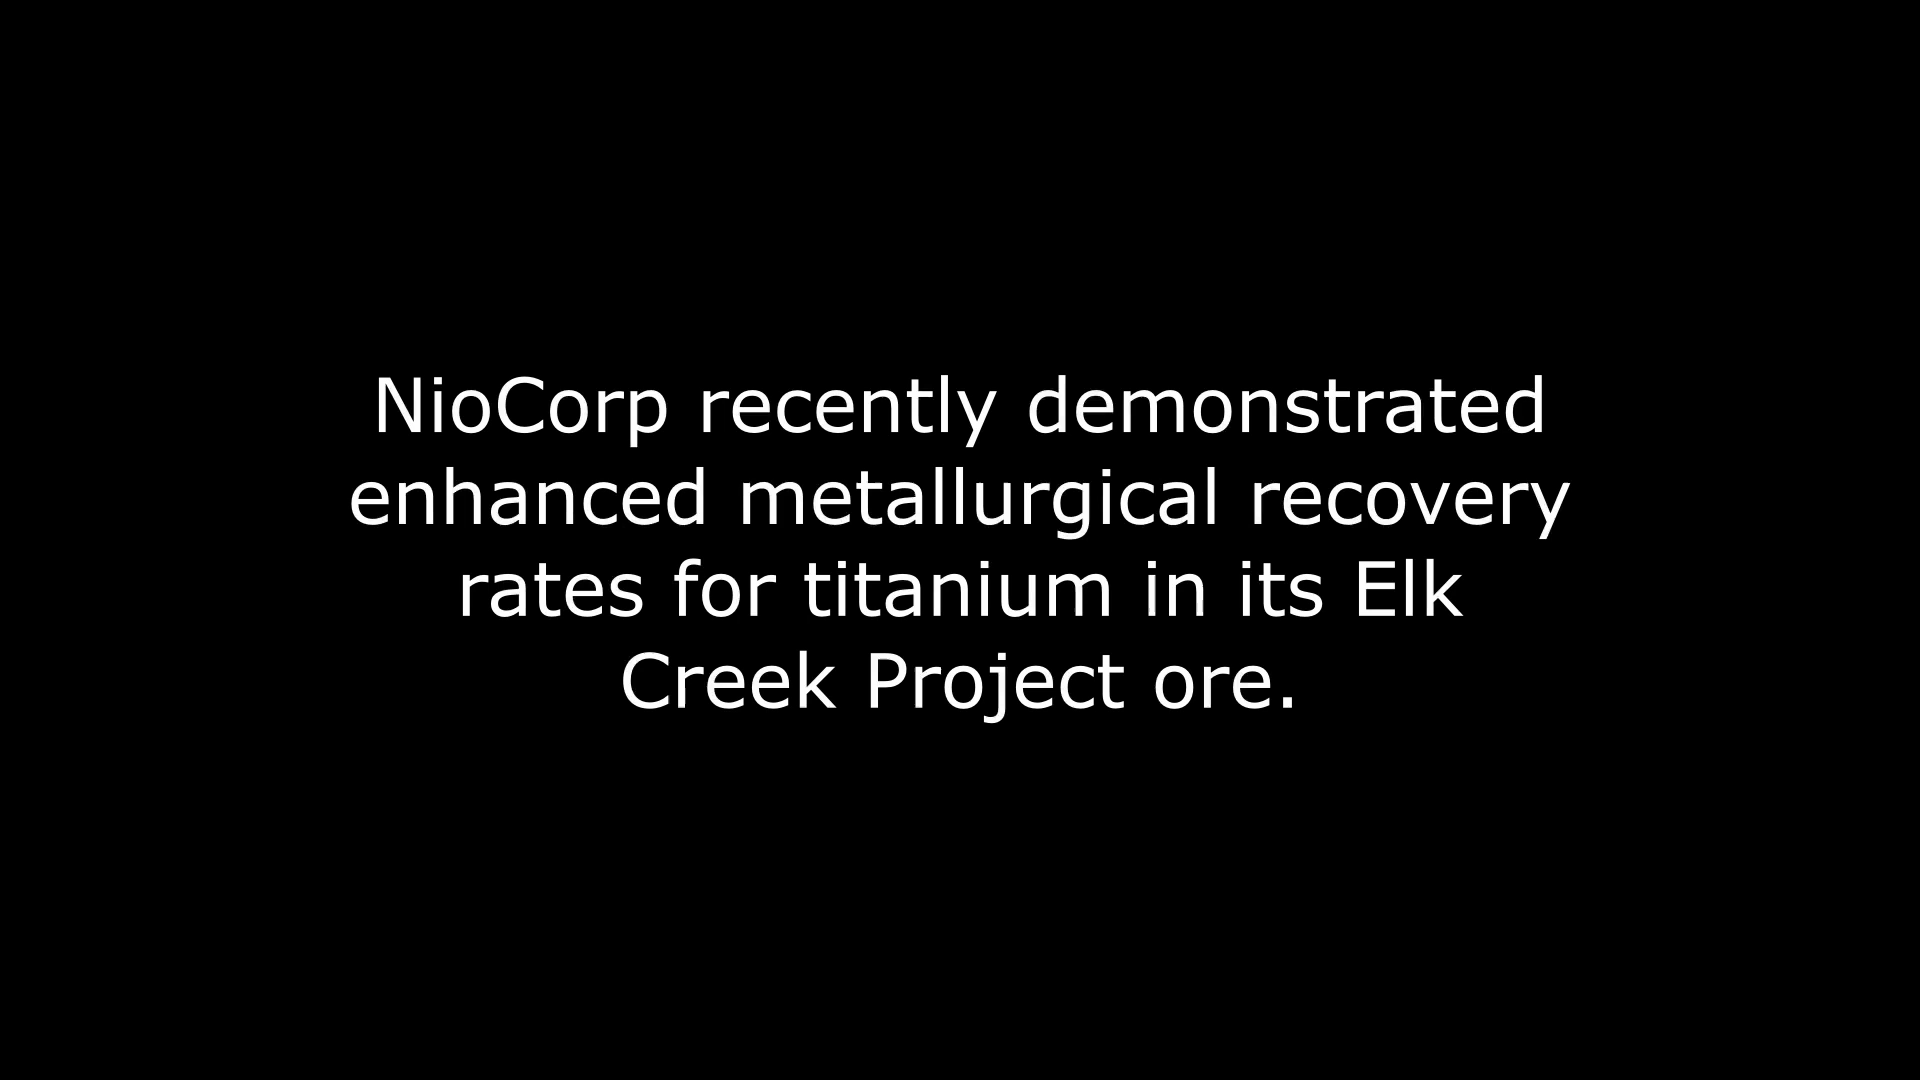 NioCorp recently demonstrated
enhanced metallurgical recovery
rates for titanium in its Elk
Creek Project ore.